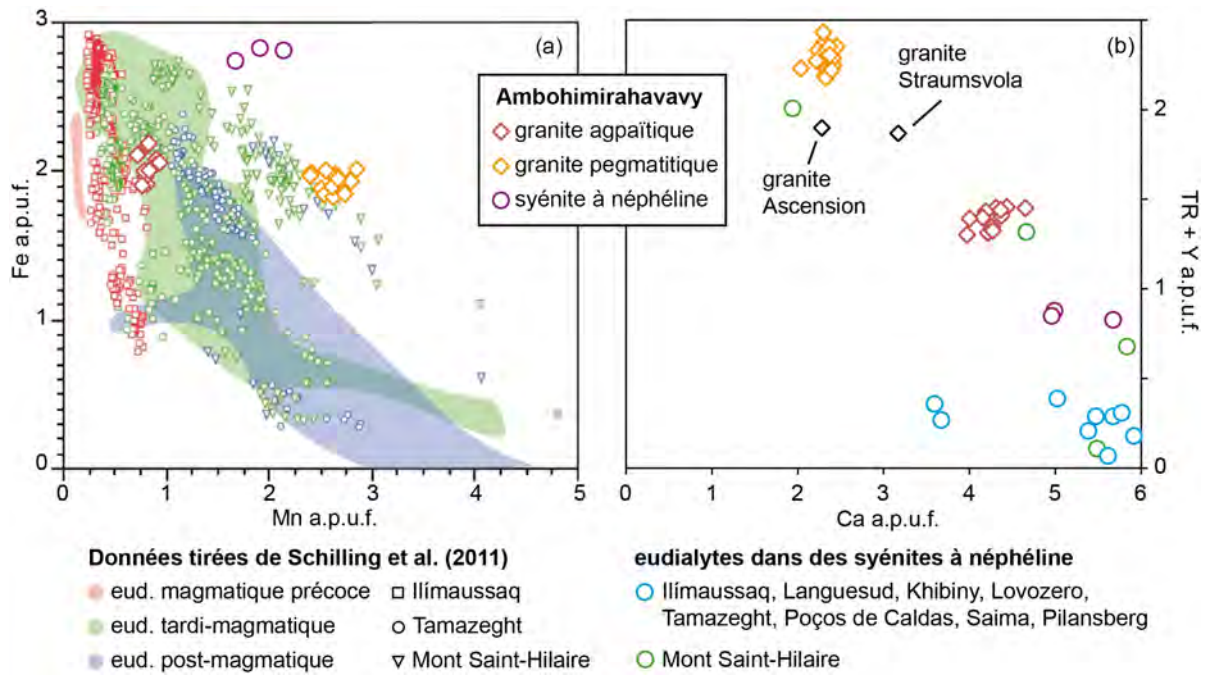 3
2
1
0
Fe a.p.u.f.
0
1
2
3
4
5
Mn a.p.u.f.
(a)
Ambohimirahavavy
granite agpaïtique
granite pegmatitique
syénite à néphéline
(b)
granite
Straumsvola
granite
Ascension
2
1
0
TR + Y a.p.u.f.
0
1
2
3
4
5
6
Ca a.p.u.f.
Données tirées de Schilling et al. (2011)
eud. magmatique précoce
eud. tardi-magmatique
eud. post-magmatique
Ilímaussaq
Tamazeght
Mont Saint-Hilaire
eudialytes dans des syénites à néphéline
Ilímaussaq, Languesud, Khibiny, Lovozero,
Tamazeght, Poços de Caldas, Saima, Pilansberg
Mont Saint-Hilaire